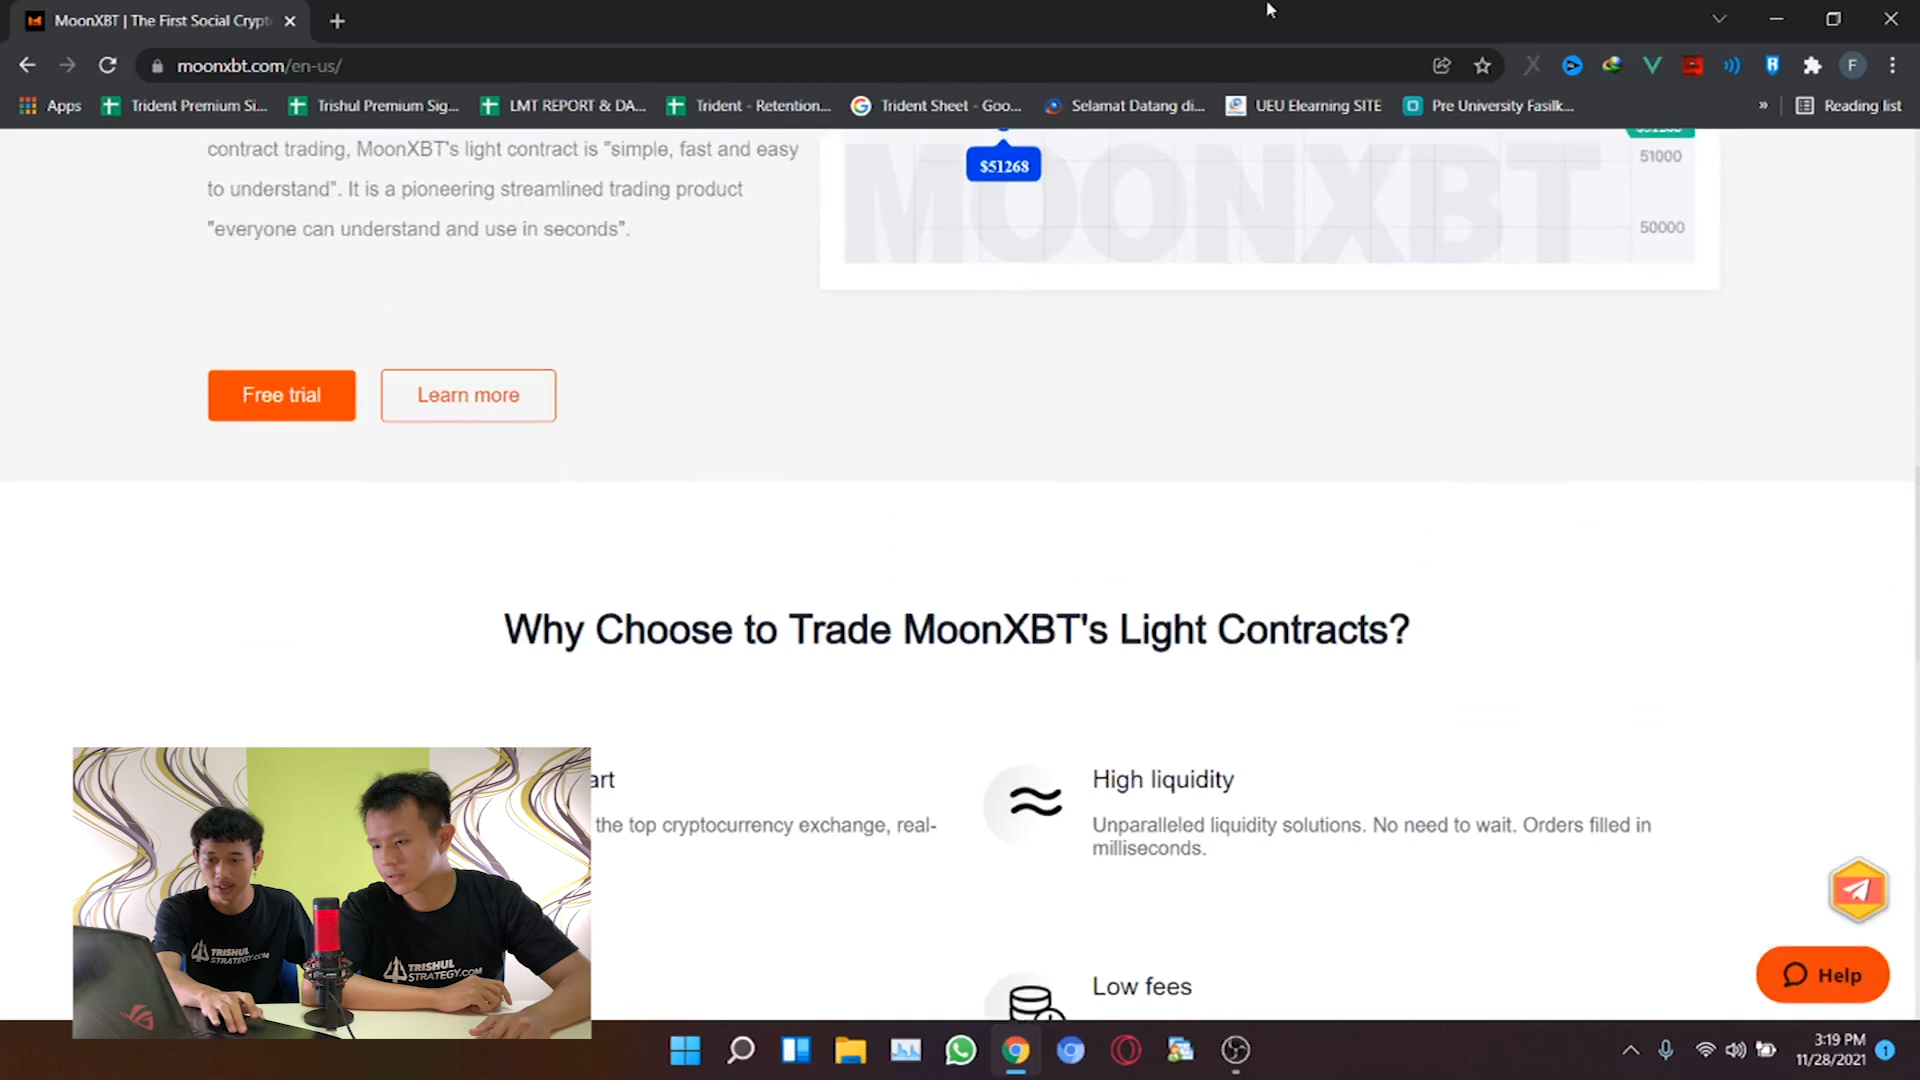 MoonXBT | The First Social Crypt
moonxbt.com/en-us/
F
Apps
Trident Premium Si...
Trishul Premium Sig...
LMT REPORT & DA...
Trident - Retention...
Trident Sheet - Goo...
Selamat Datang di...
UEU Elearning SITE
Pre University Fasilk...
»
Reading list
contract trading, MoonXBT's light contract is "simple, fast and easy
to understand". It is a pioneering streamlined trading product
"everyone can understand and use in seconds".
$51268
51000
50000
MOONXBT
Free trial
Learn more
Why Choose to Trade MoonXBT's Light Contracts?
art
the top cryptocurrency exchange, real-
High liquidity
Unparalleled liquidity solutions. No need to wait. Orders filled in
milliseconds.
Low fees
TRISHUL
STRATEGY.COM
TRISHUL
STRATEGY.COM
Help
3:19 PM
11/28/2021
1